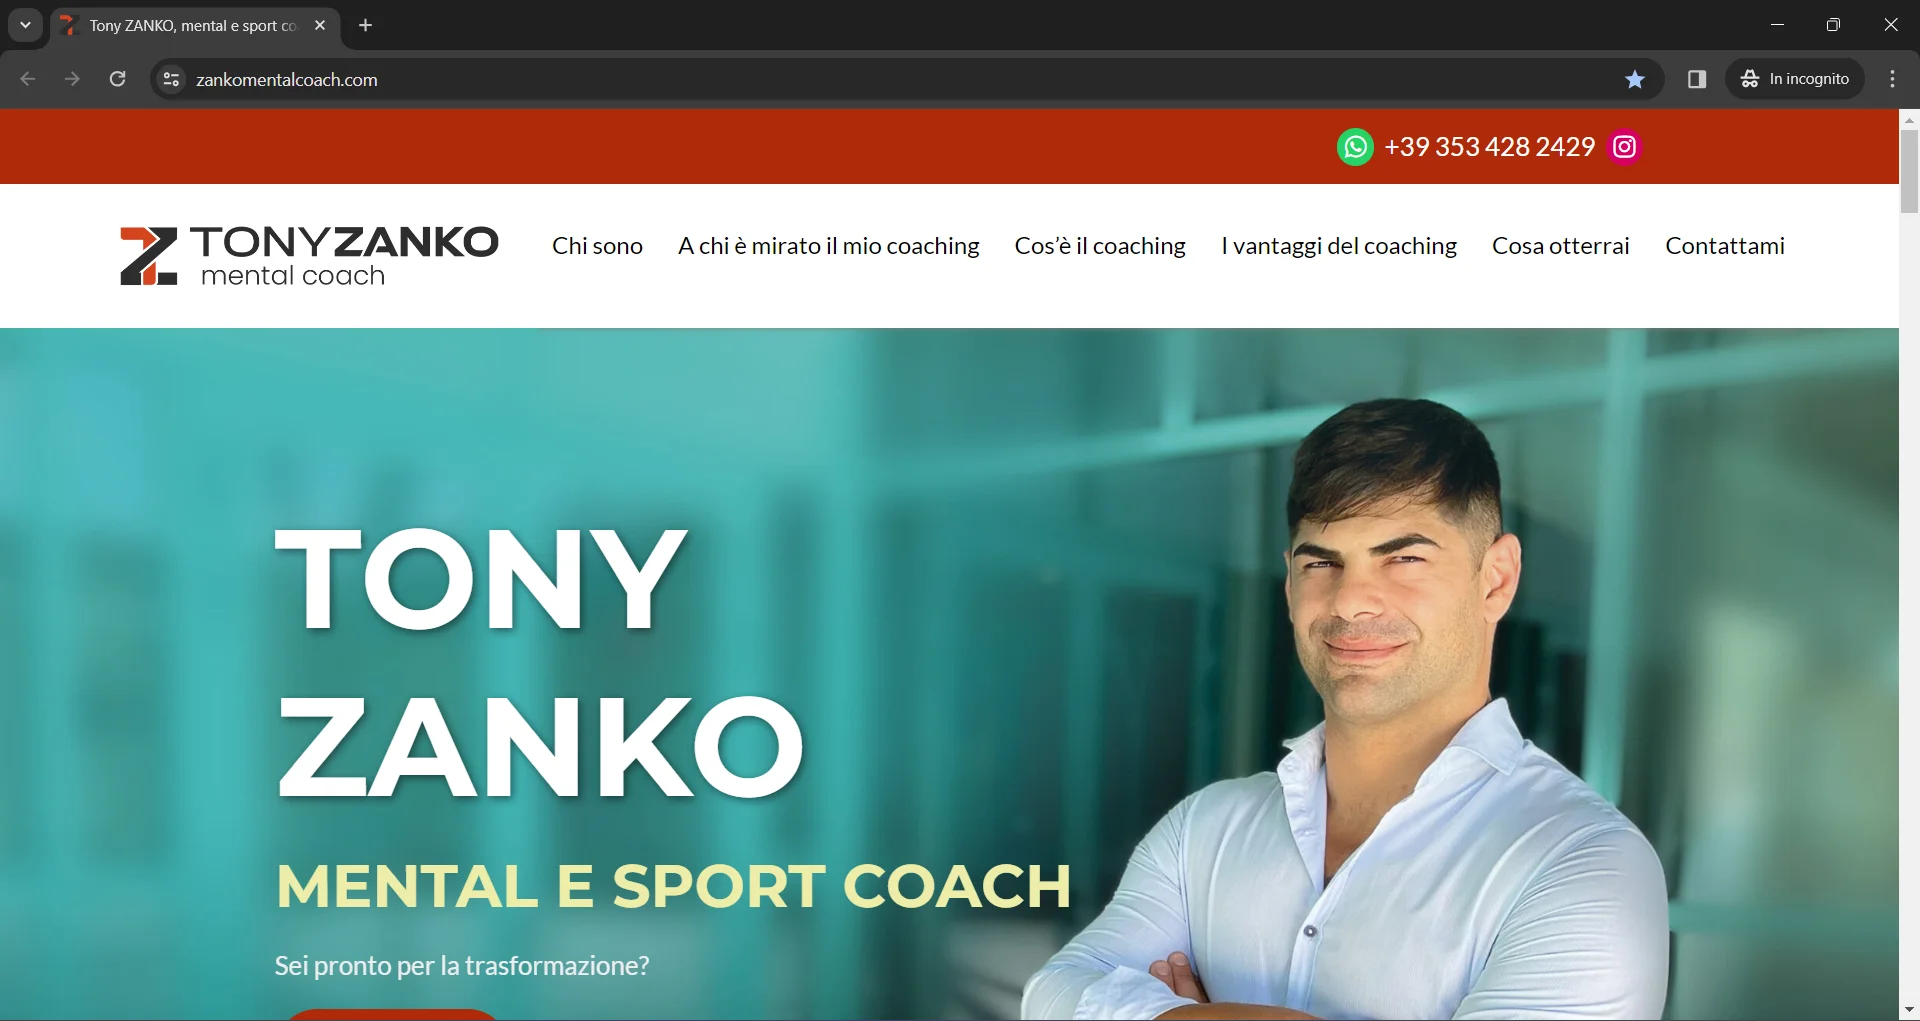 Tony ZANKO, mental e sport co
zankomentalcoach.com
In incognito
+39 353 428 2429
TONYZANKO
mental coach
Chi sono
A chi è mirato il mio coaching
Cos’è il coaching
I vantaggi del coaching
Cosa otterrai
Contattami
TONY
ZANKO
MENTAL E SPORT COACH
Sei pronto per la trasformazione?